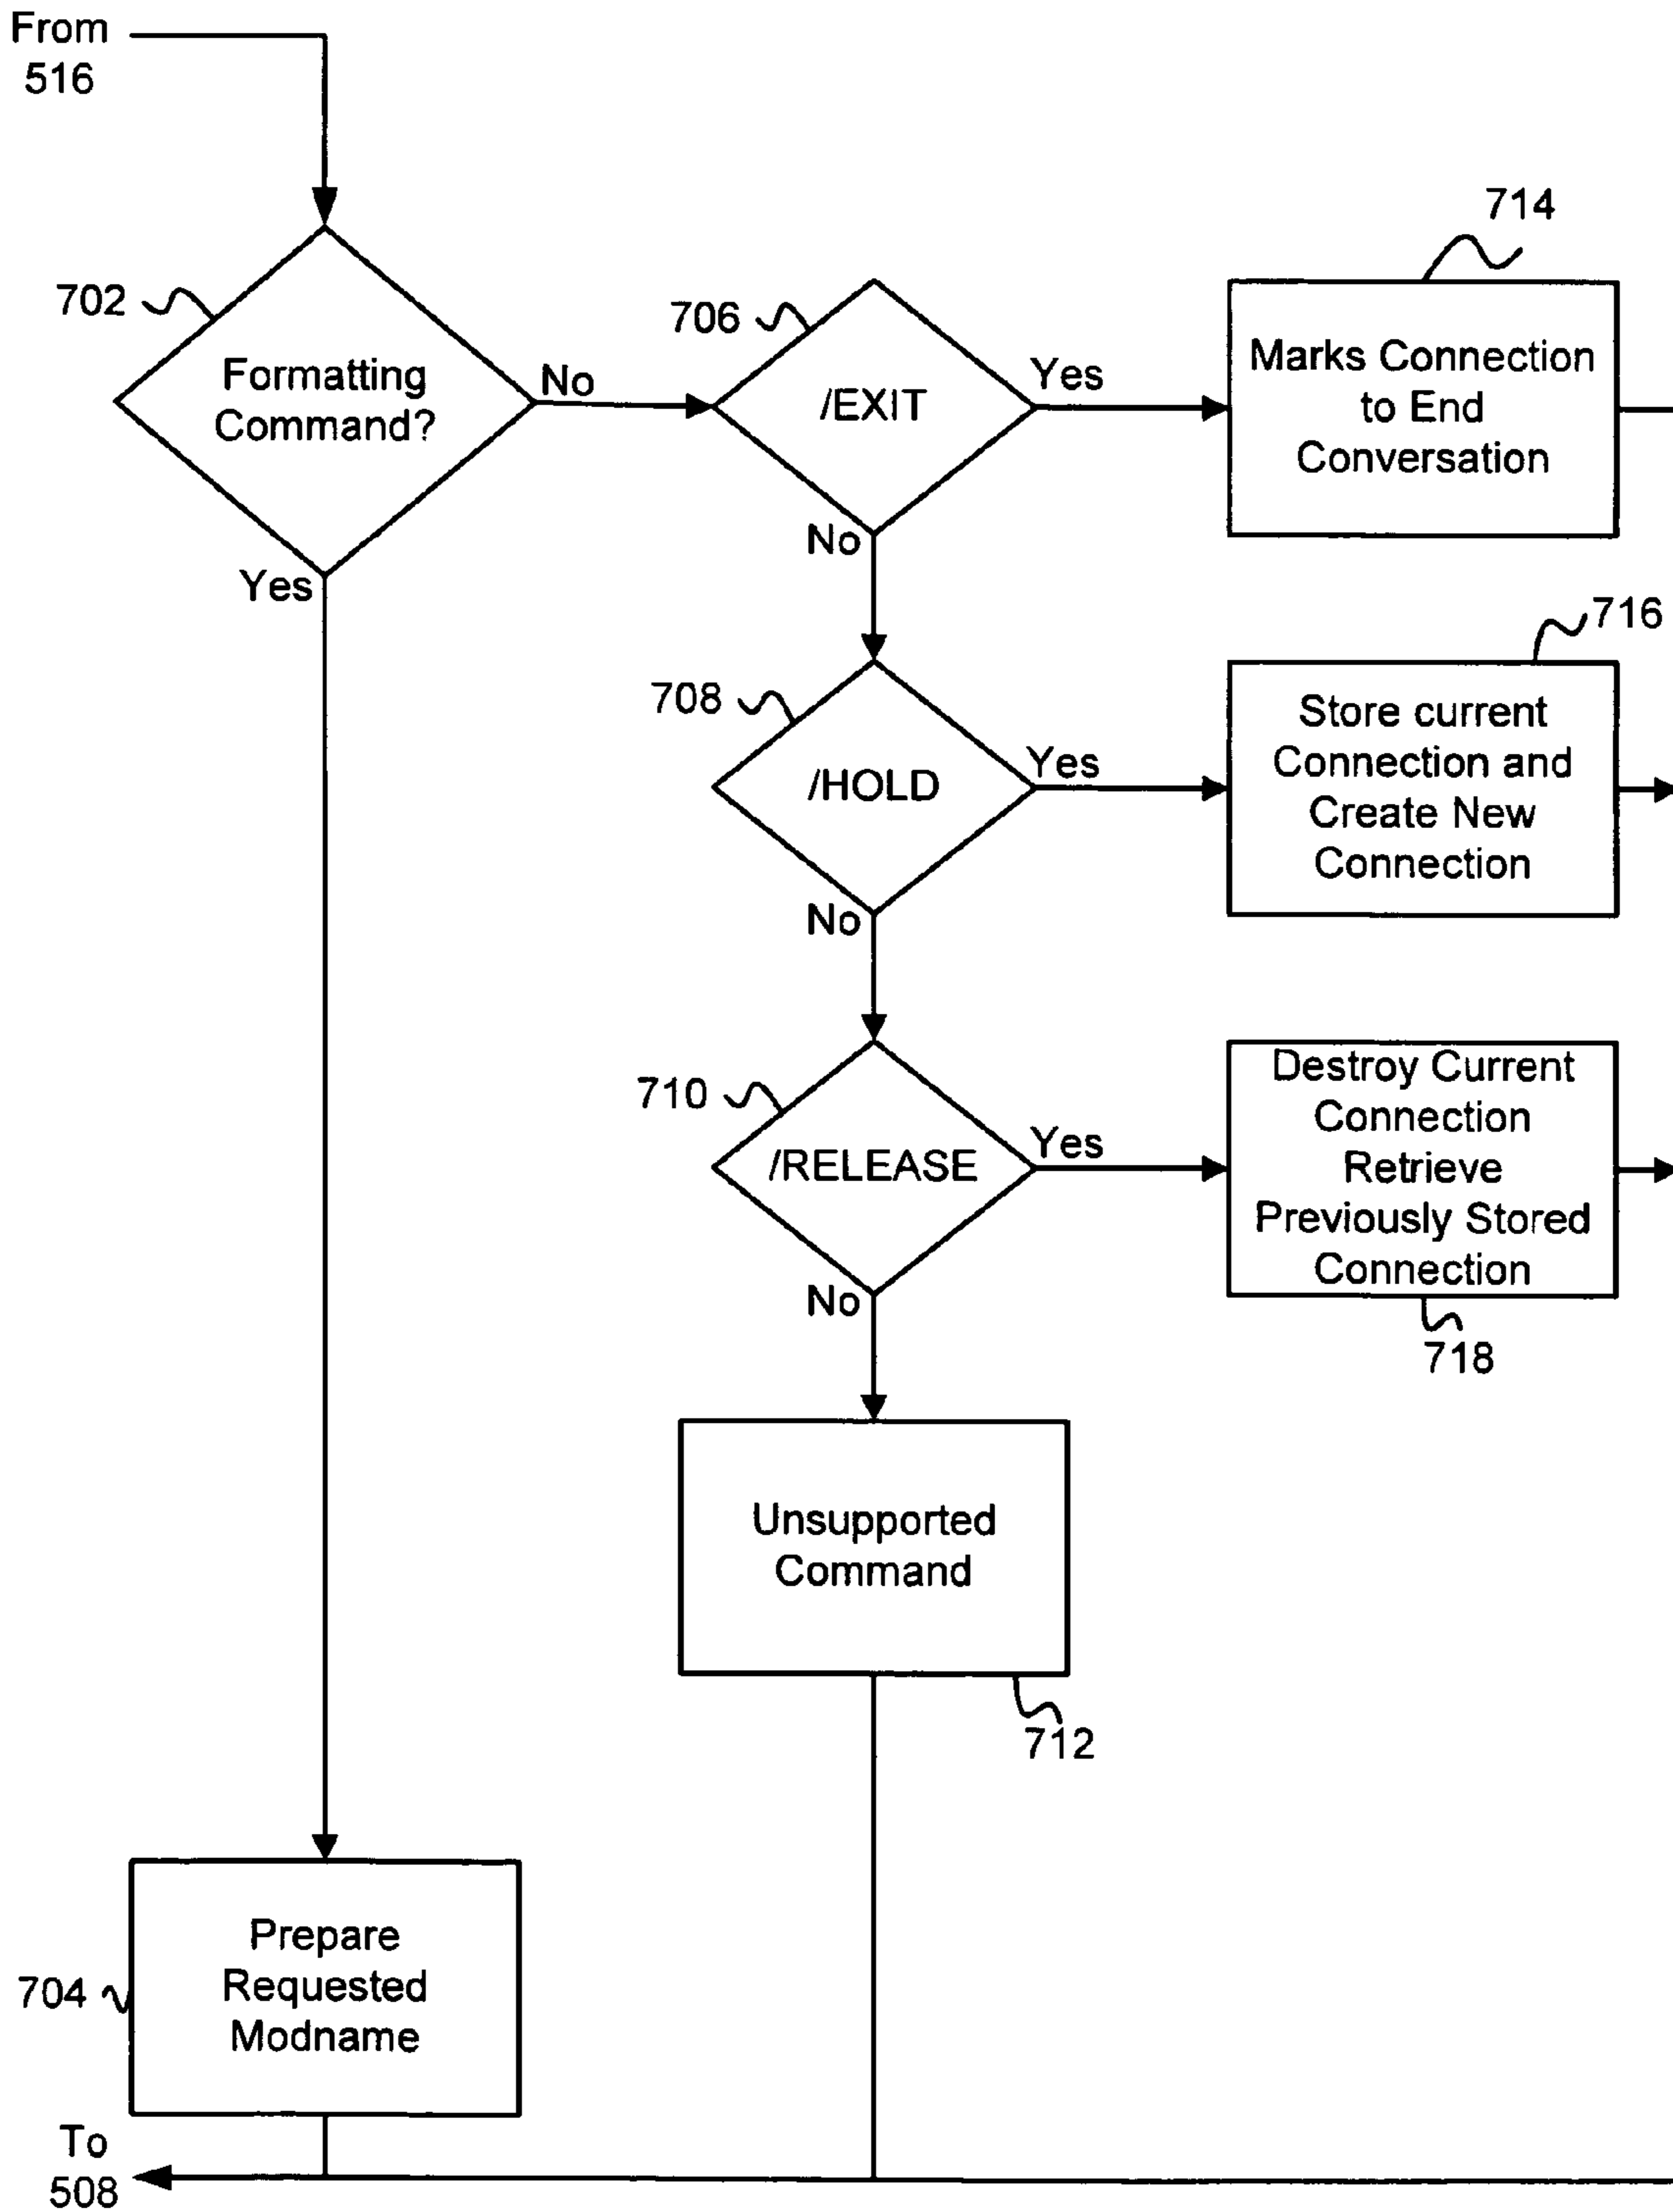 From
516
702
Formatting
Command?
No
Yes
706
/EXIT
Yes
No
714
Marks Connection
to End
Conversation
708
/HOLD
Yes
No
716
Store current
Connection and
Create New
Connection
710
/RELEASE
Yes
No
Destroy Current
Connection
Retrieve
Previously Stored
Connection
718
Unsupported
Command
712
704
Prepare
Requested
Modname
To
508